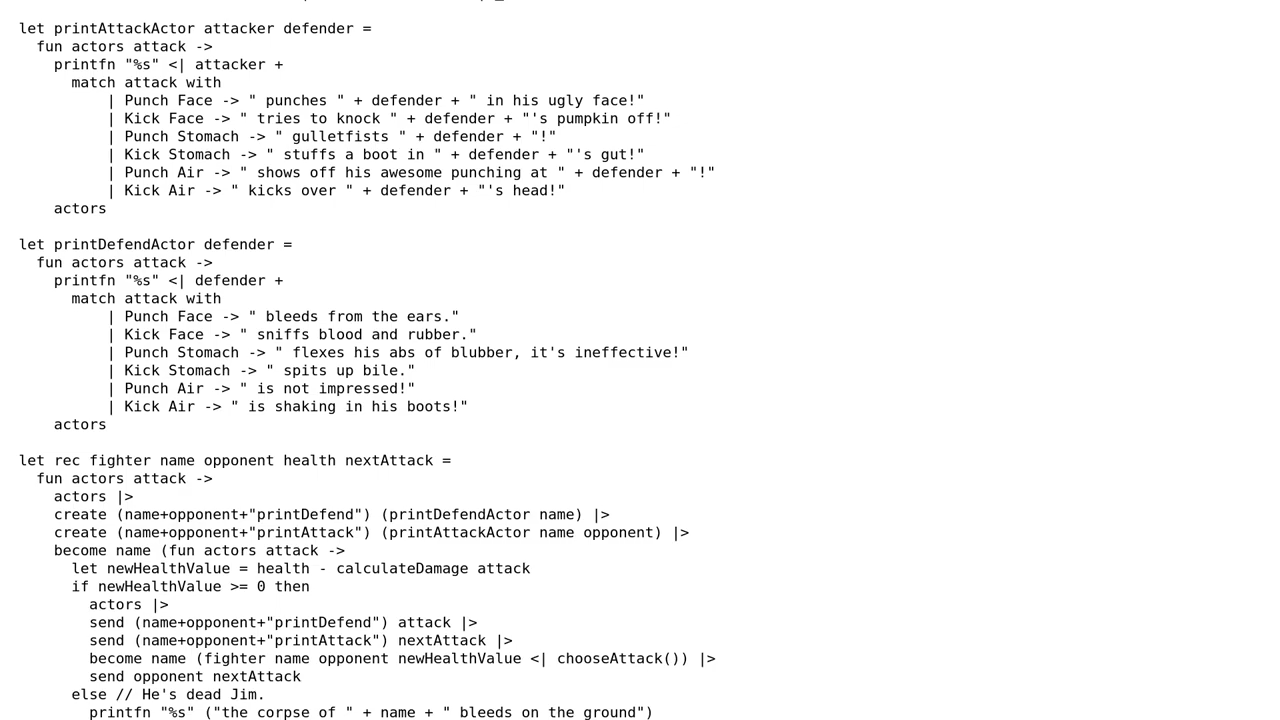 let printAttackActor attacker defender =
  fun actors attack ->
    printfn "%s" <| attacker +
      match attack with
          | Punch Face -> " punches " + defender + " in his ugly face!"
          | Kick Face -> " tries to knock " + defender + "'s pumpkin off!"
          | Punch Stomach -> " gulletfists " + defender + "!"
          | Kick Stomach -> " stuffs a boot in " + defender + "'s gut!"
          | Punch Air -> " shows off his awesome punching at " + defender + "!"
          | Kick Air -> " kicks over " + defender + "'s head!"
    actors

let printDefendActor defender =
  fun actors attack ->
    printfn "%s" <| defender +
      match attack with
          | Punch Face -> " bleeds from the ears."
          | Kick Face -> " sniffs blood and rubber."
          | Punch Stomach -> " flexes his abs of blubber, it's ineffective!"
          | Kick Stomach -> " spits up bile."
          | Punch Air -> " is not impressed!"
          | Kick Air -> " is shaking in his boots!"
    actors

let rec fighter name opponent health nextAttack =
  fun actors attack ->
    actors |>
    create (name+opponent+"printDefend") (printDefendActor name) |>
    create (name+opponent+"printAttack") (printAttackActor name opponent) |>
    become name (fun actors attack ->
      let newHealthValue = health - calculateDamage attack
      if newHealthValue >= 0 then
        actors |>
        send (name+opponent+"printDefend") attack |>
        send (name+opponent+"printAttack") nextAttack |>
        become name (fighter name opponent newHealthValue <| chooseAttack()) |>
        send opponent nextAttack
      else // He's dead Jim.
        printfn "%s" ("the corpse of " + name + " bleeds on the ground")